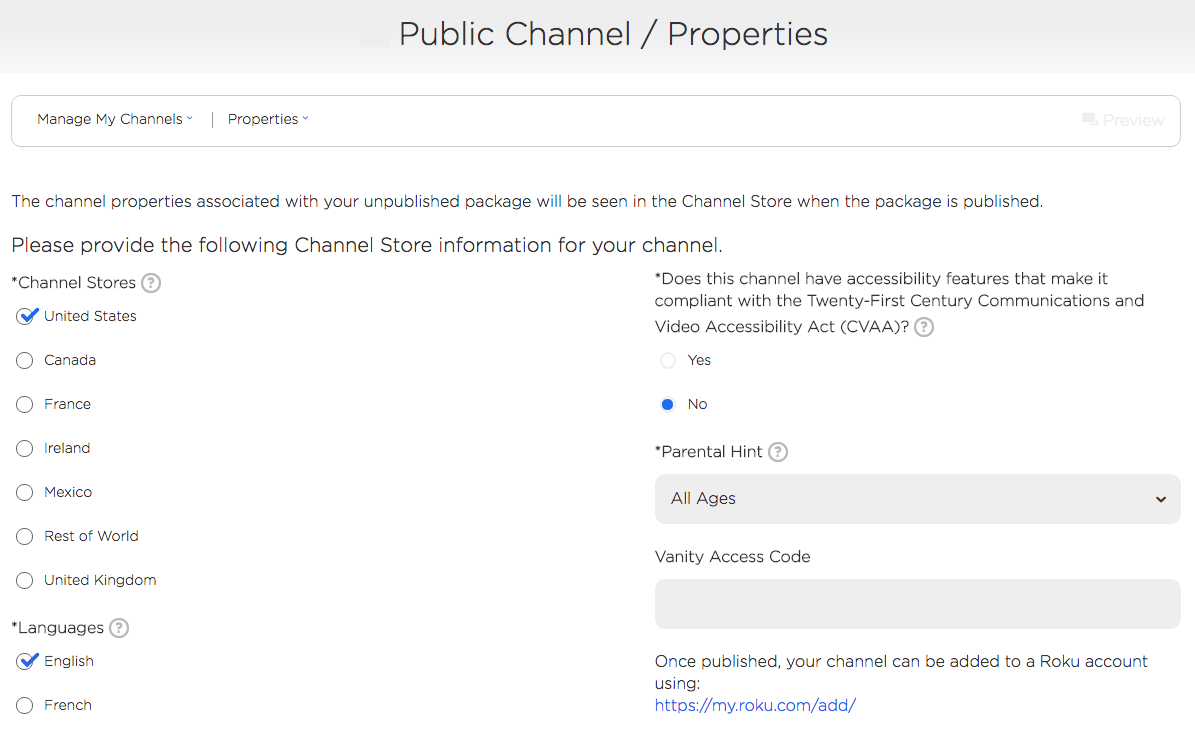 Public Channel / Properties
Manage My Channels | Properties
Preview
The channel properties associated with your unpublished package will be seen in the Channel Store when the package is published.
Please provide the following Channel Store information for your channel.
*Channel Stores ?
United States
Canada
France
Ireland
Mexico
Rest of World
United Kingdom
*Languages ?
English
French
*Does this channel have accessibility features that make it
compliant with the Twenty-First Century Communications and
Video Accessibility Act (CVAA)? ?
Yes
No
*Parental Hint ?
All Ages
Vanity Access Code
Once published, your channel can be added to a Roku account
using:
https://my.roku.com/add/